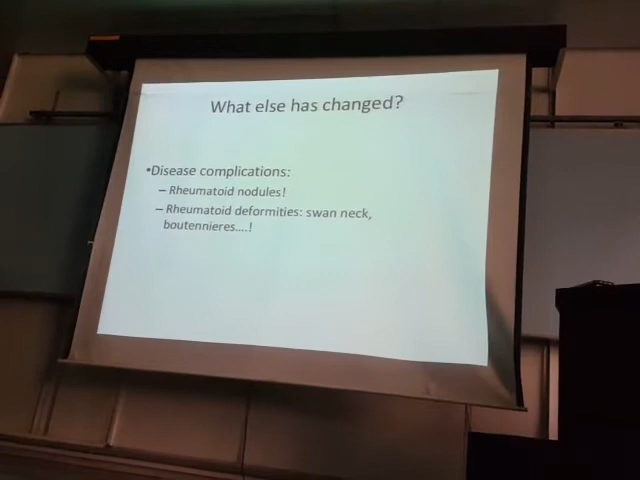 What else has changed?
•Disease complications:
– Rheumatoid nodules!
– Rheumatoid deformities: swan neck,
boutennieres....!